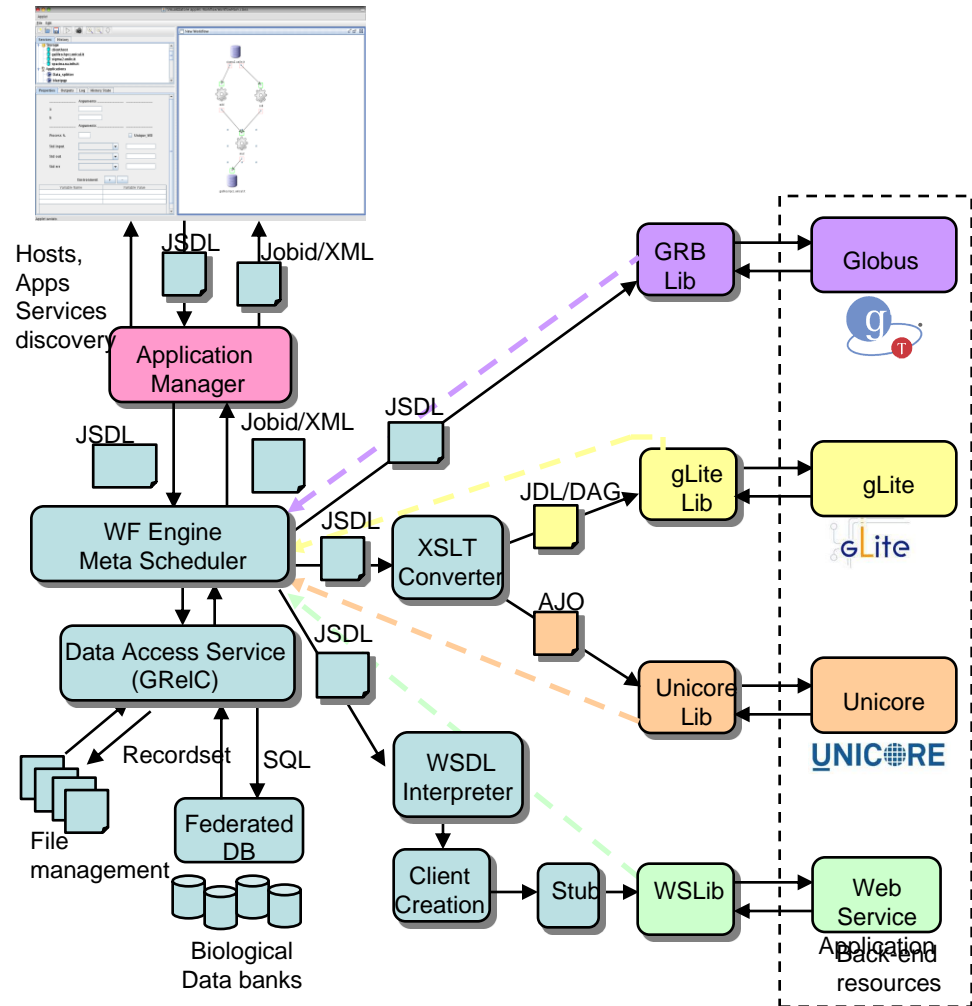 Hosts,
Apps
Services
discovery
JSDL
Jobid/XML
Application
Manager
JSDL
Jobid/XML
WF Engine
Meta Scheduler
Data Access Service
(GRelC)
Recordset
SQL
File
management
Federated
DB
Biological
Data banks
JSDL
JSDL
XSLT
Converter
JSDL
JDL/DAG
AJO
WSDL
Interpreter
Client
Creation
Stub
GRB
Lib
gLite
Lib
Unicore
Lib
WSLib
Globus
g
T
gLite
gLite
Unicore
UNICORE
Web
Service
Application
Back-end
resources